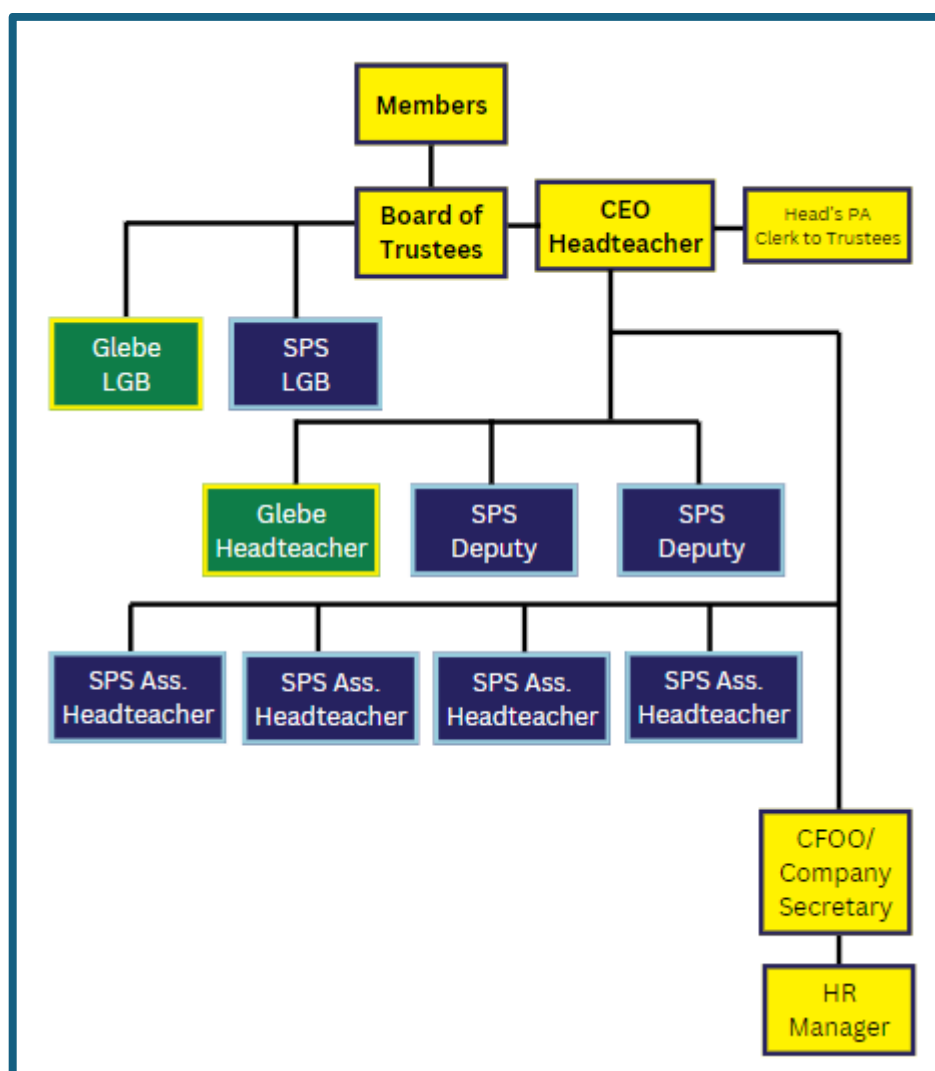 Members
Board of
Trustees
CEO
Headteacher
Head's PA
Clerk to Trustees
Glebe
LGB
SPS
LGB
Glebe
Headteacher
SPS
Deputy
SPS
Deputy
SPS Ass.
Headteacher
SPS Ass.
Headteacher
SPS Ass.
Headteacher
SPS Ass.
Headteacher
CFOO/
Company
Secretary
HR
Manager